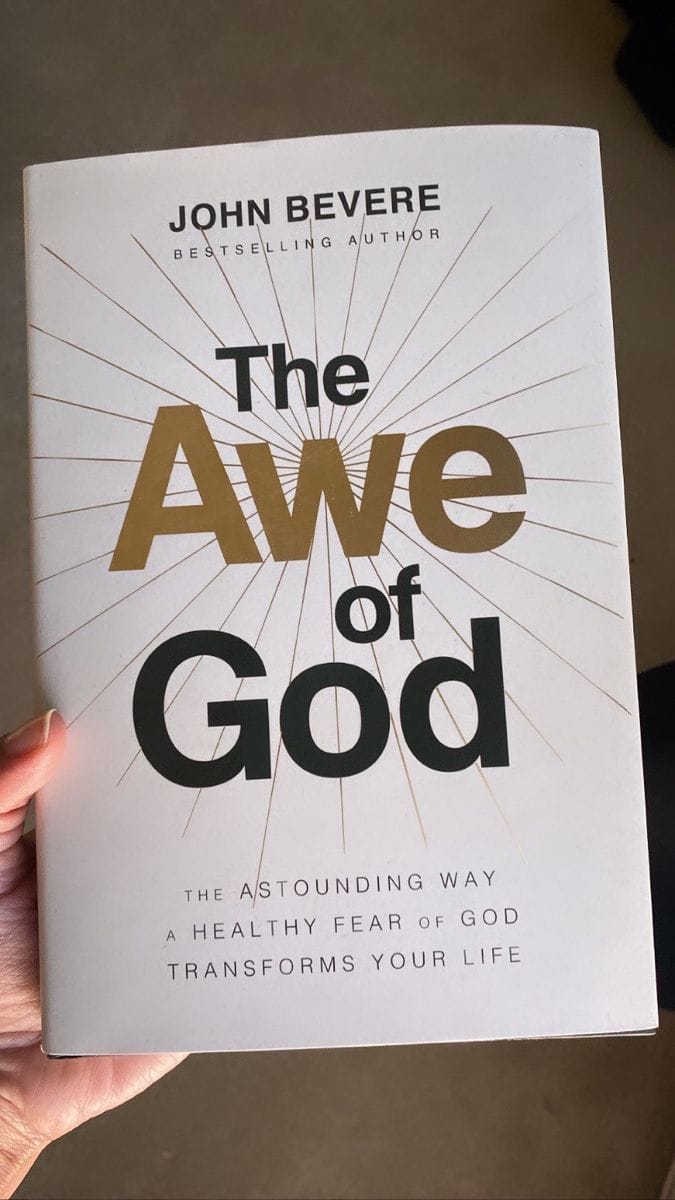 JOHN BEVERE
BESTSELLING AUTHOR
The
Awe
of
God
THE ASTOUNDING WAY
A HEALTHY FEAR OF GOD
TRANSFORMS YOUR LIFE